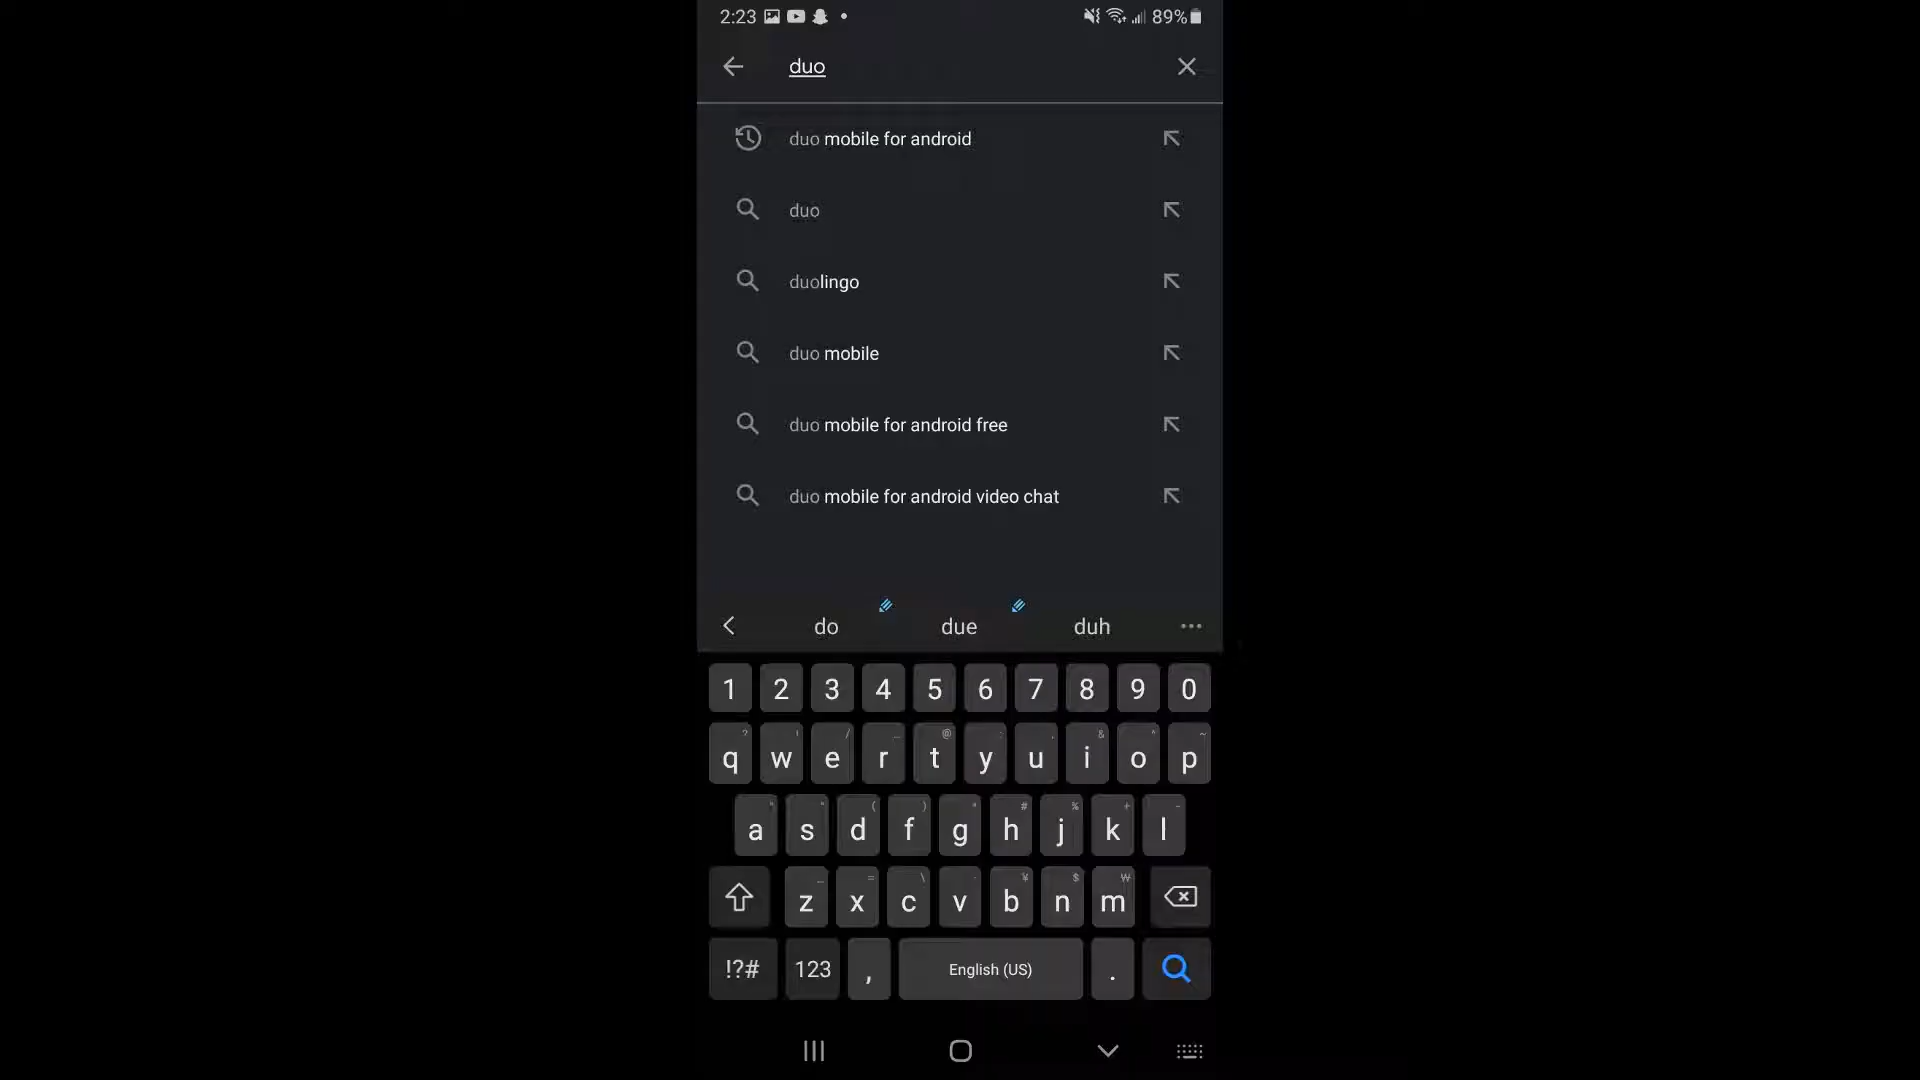 2:23 89%
duo
duo mobile for android
duo
duolingo
duo mobile
duo mobile for android free
duo mobile for android video chat
do due duh
1 2 3 4 5 6 7 8 9 0
q w e r t y u i o p
a s d f g h j k l
z x c v b n m
!?# 123 , English (US) .